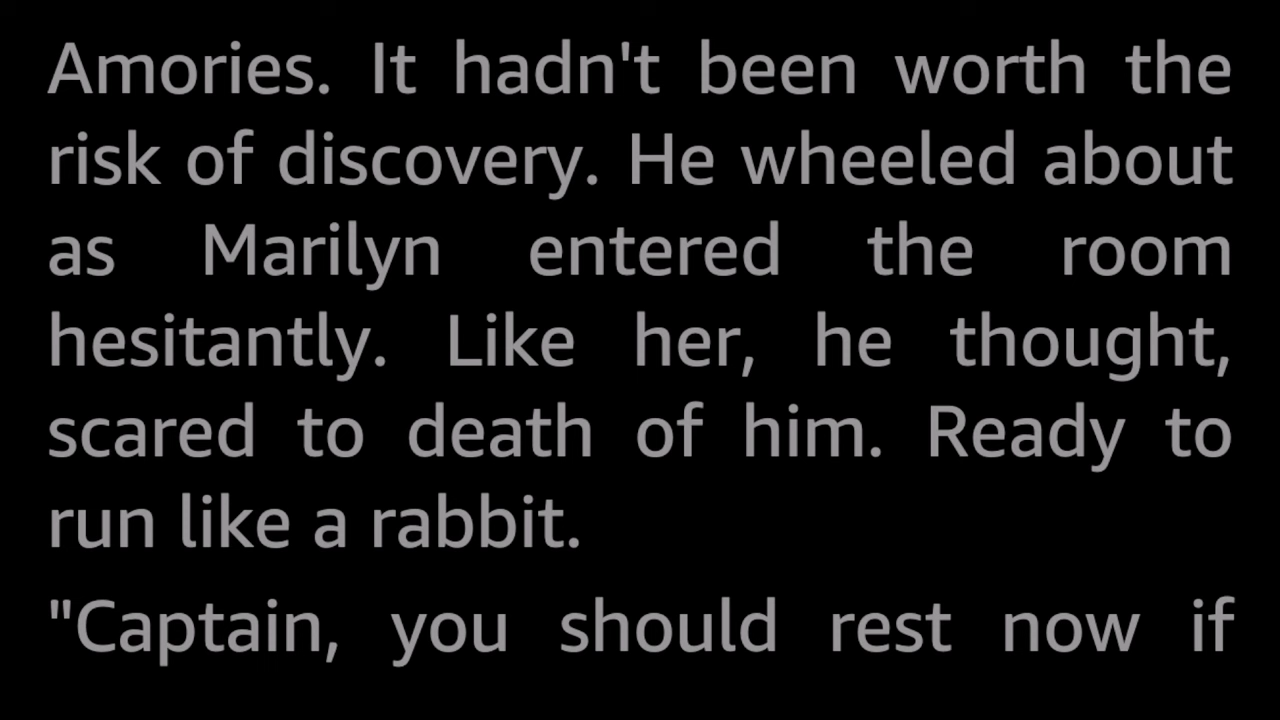 Amories. It hadn't been worth the
risk of discovery. He wheeled about
as Marilyn entered the room
hesitantly. Like her, he thought,
scared to death of him. Ready to
run like a rabbit.
"Captain, you should rest now if